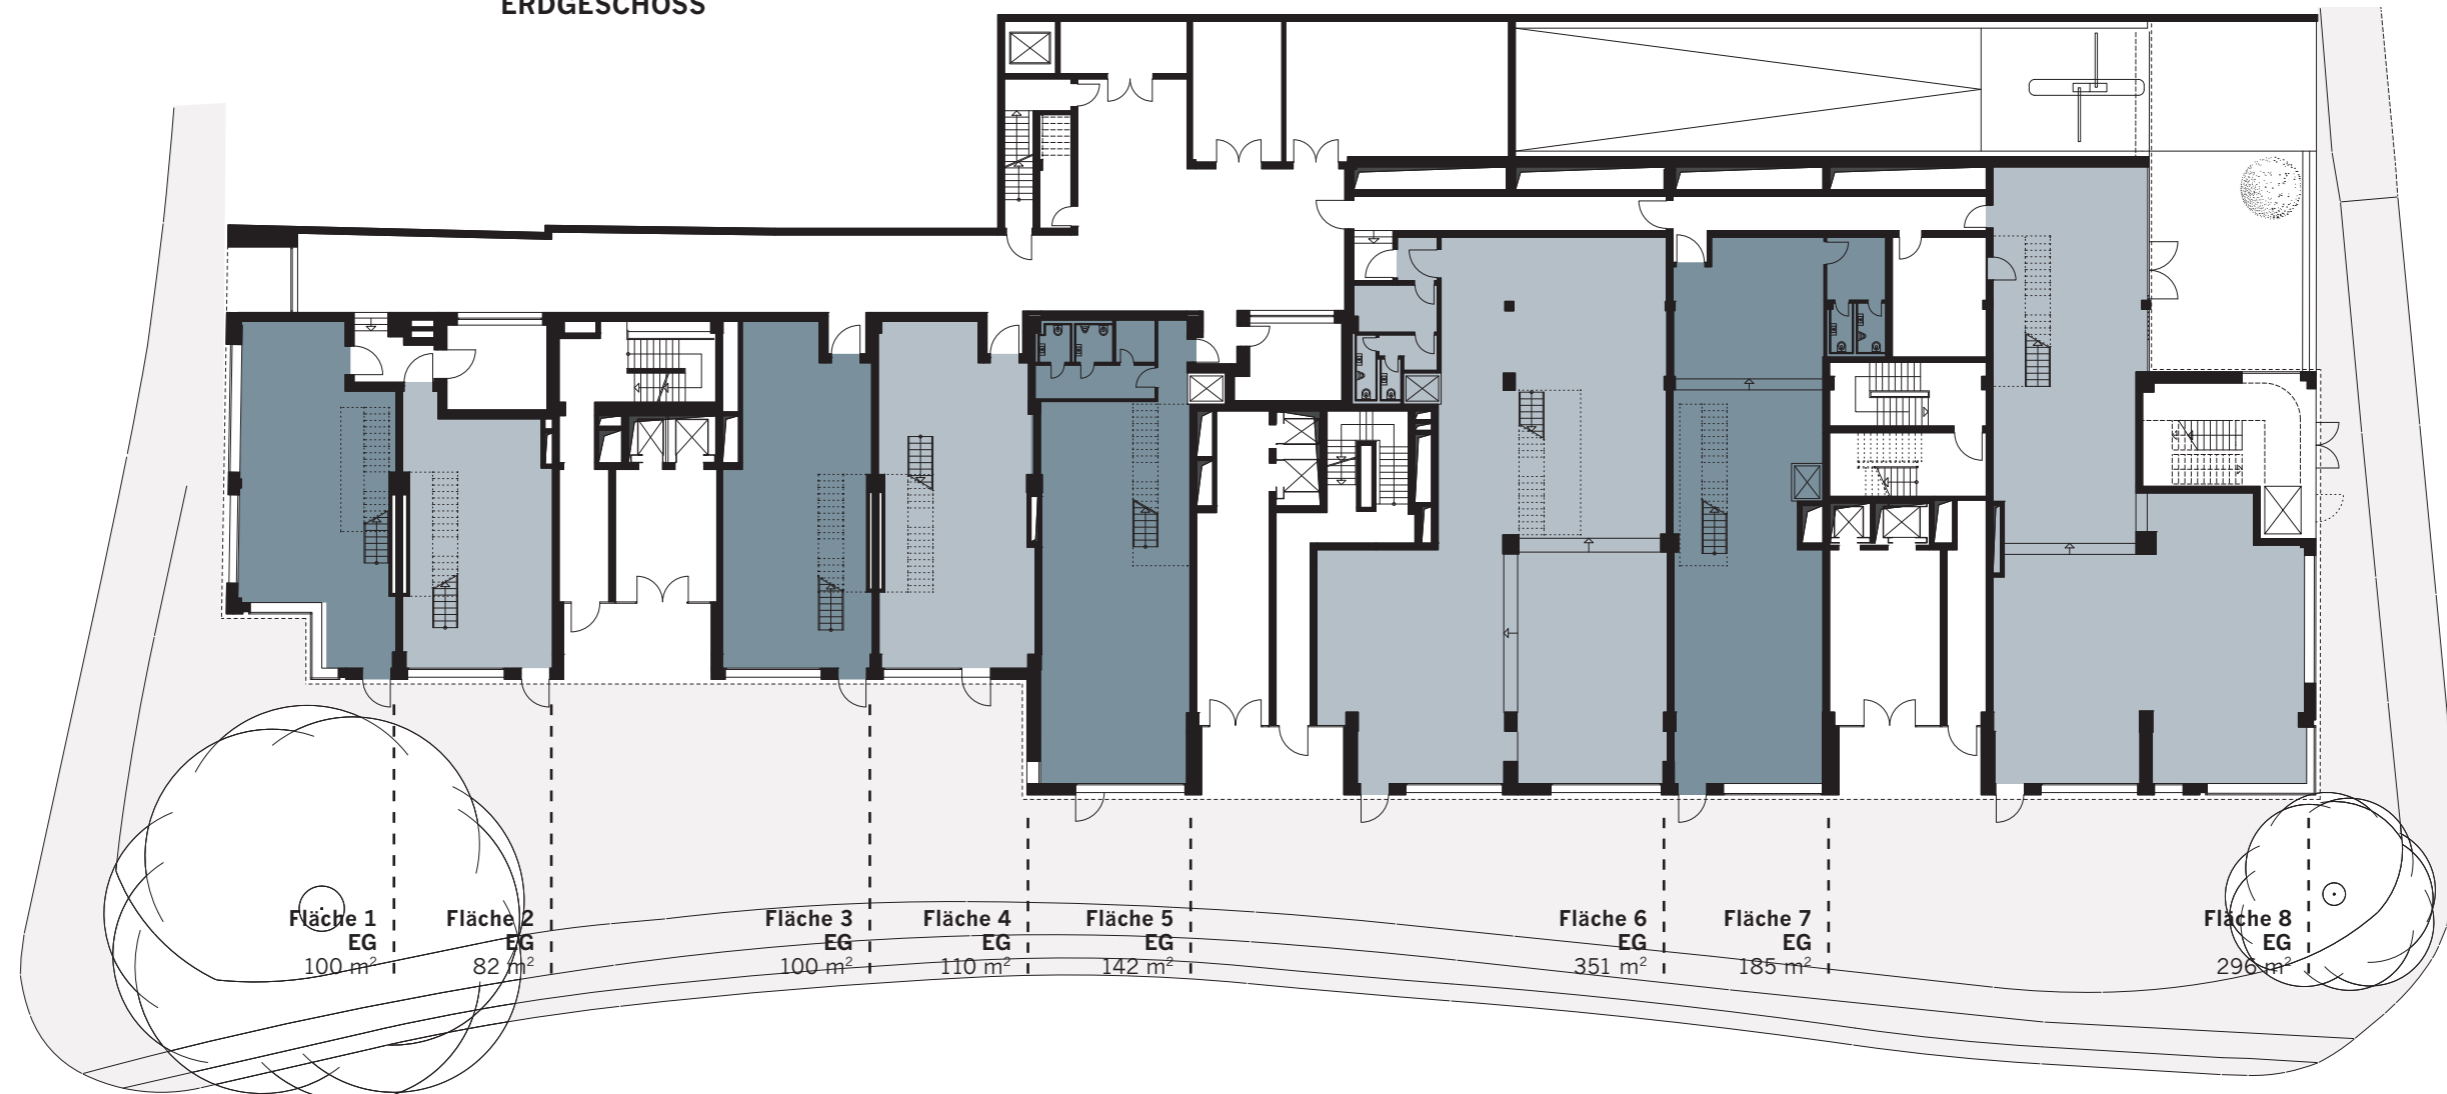 ERDGESCHOSS
Fläche 1
EG
100 m²
Fläche 2
EG
82 m²
Fläche 3
EG
100 m²
Fläche 4
EG
110 m²
Fläche 5
EG
142 m²
Fläche 6
EG
351 m²
Fläche 7
EG
185 m²
Fläche 8
EG
296 m²